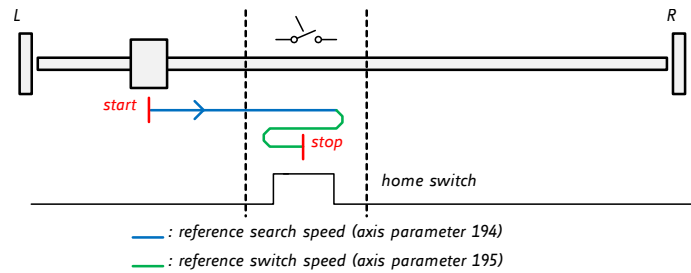 L
R
start
stop
home switch
: reference search speed (axis parameter 194)
: reference switch speed (axis parameter 195)